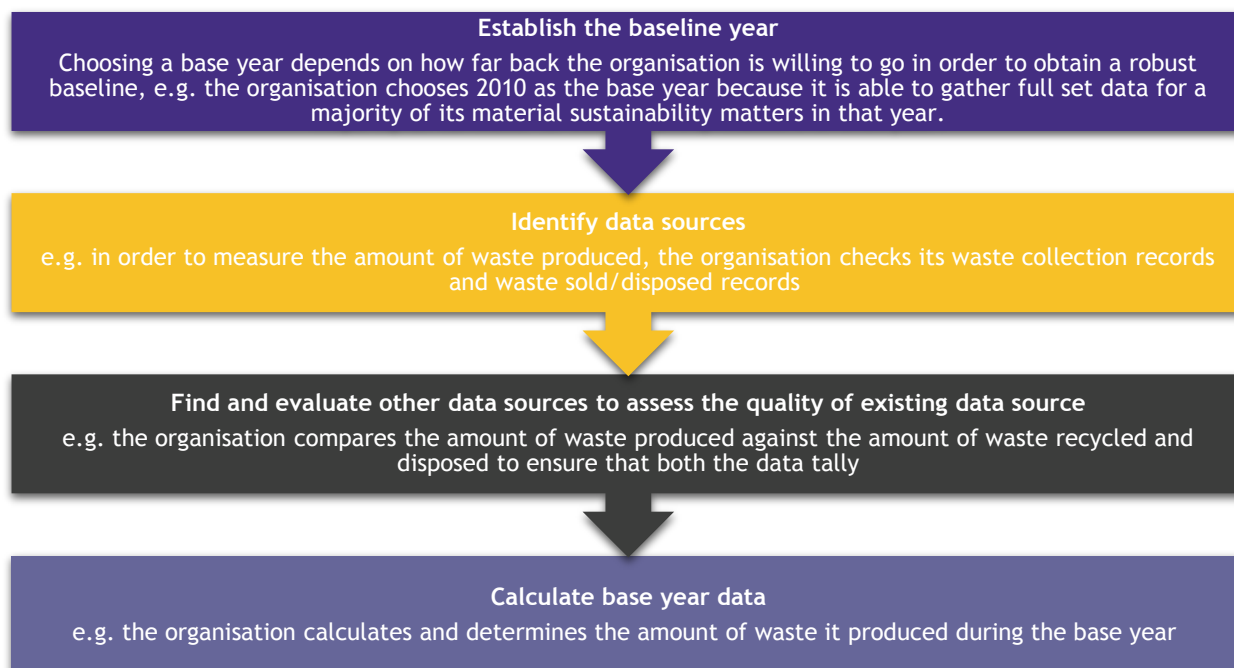 Establish the baseline year
Choosing a base year depends on how far back the organisation is willing to go in order to obtain a robust
baseline, e.g. the organisation chooses 2010 as the base year because it is able to gather full set data for a
majority of its material sustainability matters in that year.
Identify data sources
e.g. in order to measure the amount of waste produced, the organisation checks its waste collection records
and waste sold/disposed records
Find and evaluate other data sources to assess the quality of existing data source
e.g. the organisation compares the amount of waste produced against the amount of waste recycled and
disposed to ensure that both the data tally
Calculate base year data
e.g. the organisation calculates and determines the amount of waste it produced during the base year